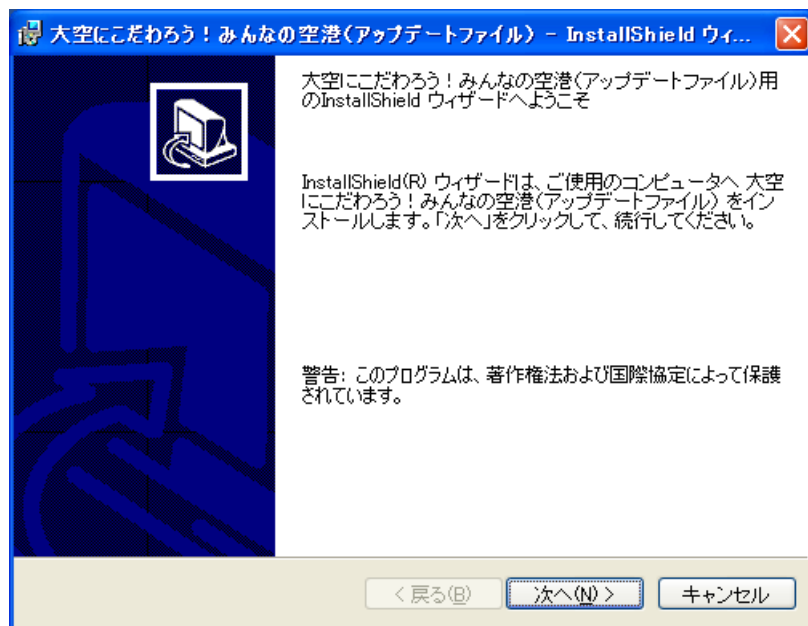 大空にこだわろう！みんなの空港(アップデートファイル) - InstallShield ウィ...
大空にこだわろう！みんなの空港(アップデートファイル)用
のInstallShield ウィザードへようこそ
InstallShield(R) ウィザードは、ご使用のコンピュータへ 大空
にこだわろう！みんなの空港(アップデートファイル) をイン
ストールします。「次へ」をクリックして、続行してください。
警告: このプログラムは、著作権法および国際協定によって保護
されています。
< 戻る(B)
次へ(N) >
キャンセル